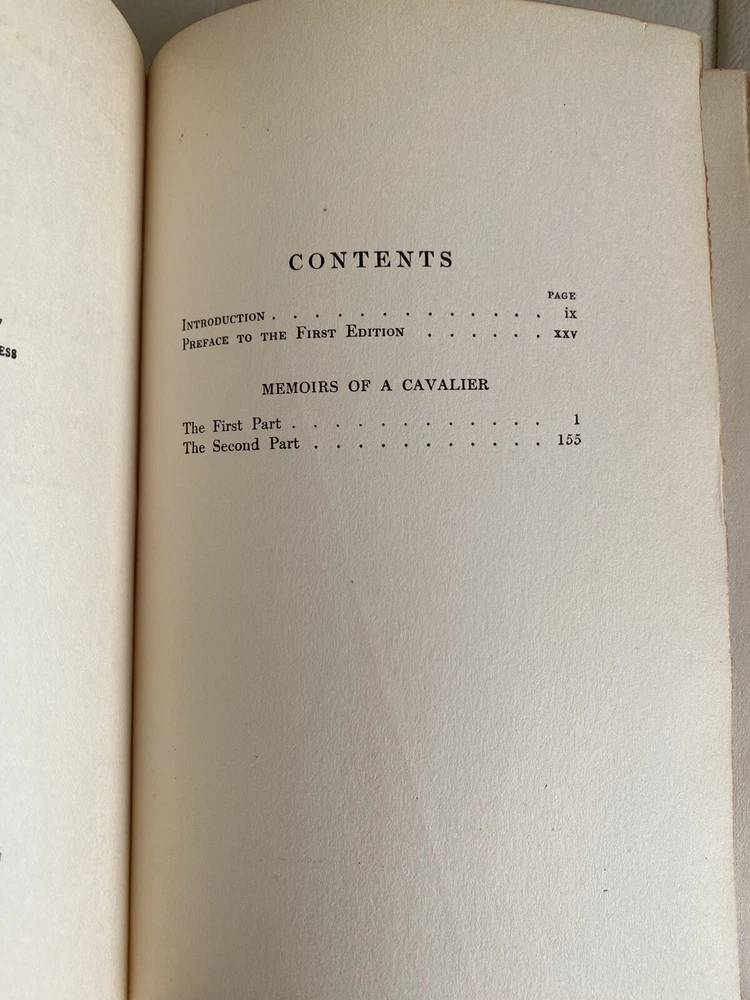 ESS
CONTENTS
PAGE
INTRODUCTION . . . . . . . . . . . . . ix
PREFACE TO THE FIRST EDITION . . . . . . xxv
MEMOIRS OF A CAVALIER
The First Part . . . . . . . . . . . . 1
The Second Part . . . . . . . . . . . 155